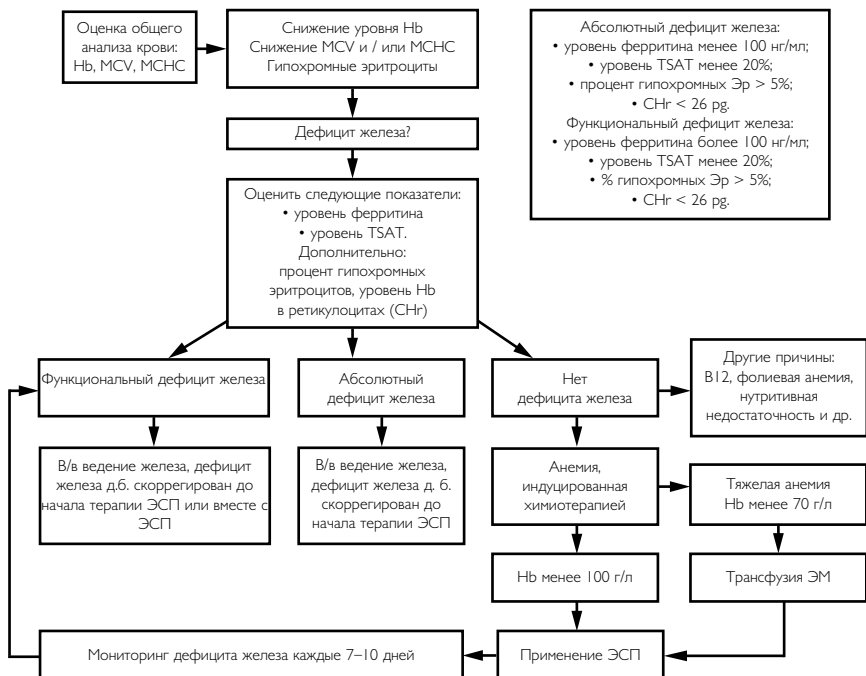 Оценка общего
анализа крови:
Hb, MCV, MCHC
Снижение уровня Hb
Снижение MCV и / или MCHC
Гипохромные эритроциты
Дефицит железа?
Оценить следующие показатели:
• уровень ферритина
• уровень TSAT.
Дополнительно:
процент гипохромных
эритроцитов, уровень Hb
в ретикулоцитах (CHr)
Абсолютный дефицит железа:
• уровень ферритина менее 100 нг/мл;
• уровень TSAT менее 20%;
• процент гипохромных Эр > 5%;
• CHr < 26 pg.
Функциональный дефицит железа:
• уровень ферритина более 100 нг/мл;
• уровень TSAT менее 20%;
• % гипохромных Эр > 5%;
• CHr < 26 pg.
Функциональный дефицит железа
Абсолютный
дефицит железа
Нет
дефицита железа
Другие причины:
B12, фолиевая анемия,
нутритивная
недостаточность и др.
В/в ведение железа, дефицит
железа д.б. скоррегирован до
начала терапии ЭСП или вместе с
ЭСП
В/в ведение железа,
дефицит железа д. б.
скоррегирован до
начала терапии ЭСП
Анемия,
индуцированная
химиотерапией
Тяжелая анемия
Hb менее 70 г/л
Hb менее 100 г/л
Трансфузия ЭМ
Мониторинг дефицита железа каждые 7–10 дней
Применение ЭСП